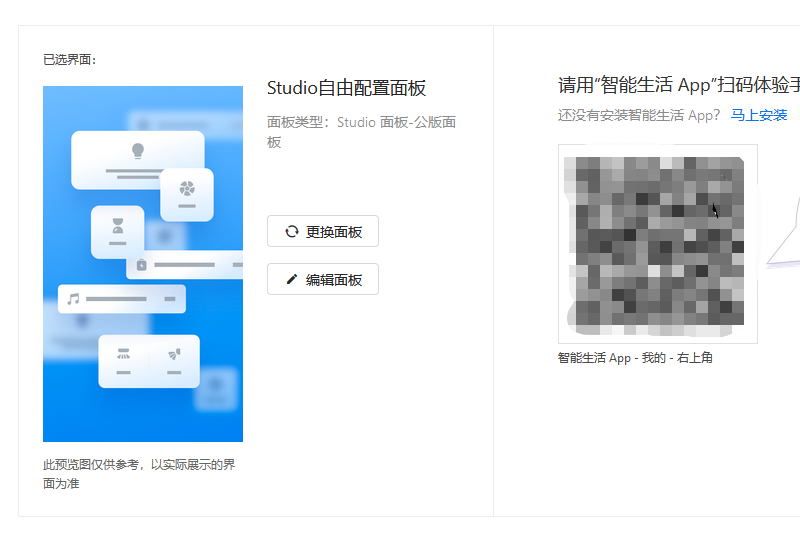 已选界面：
Studio自由配置面板
面板类型：Studio 面板-公版面
板
更换面板
编辑面板
此预览图仅供参考，以实际展示的界
面为准
请用“智能生活 App”扫码体验手
还没有安装智能生活 App？ 马上安装
智能生活 App - 我的 - 右上角